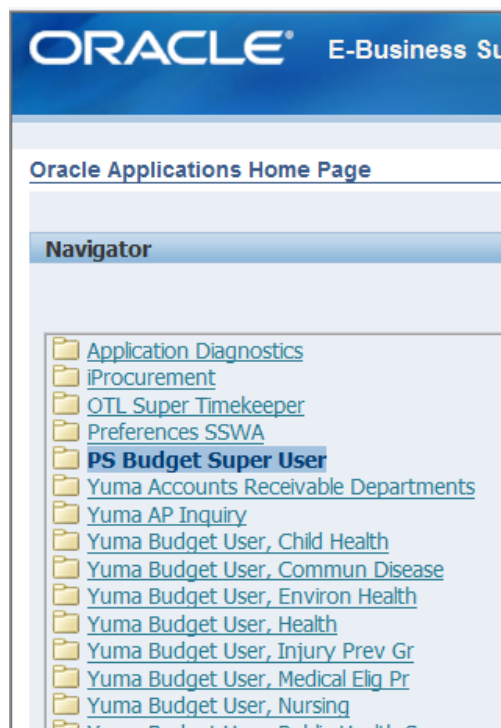 ORACLE® E-Business Su
Oracle Applications Home Page
Navigator
Application Diagnostics
iProcurement
OTL Super Timekeeper
Preferences SSWA
PS Budget Super User
Yuma Accounts Receivable Departments
Yuma AP Inquiry
Yuma Budget User, Child Health
Yuma Budget User, Commun Disease
Yuma Budget User, Environ Health
Yuma Budget User, Health
Yuma Budget User, Injury Prev Gr
Yuma Budget User, Medical Elig Pr
Yuma Budget User, Nursing